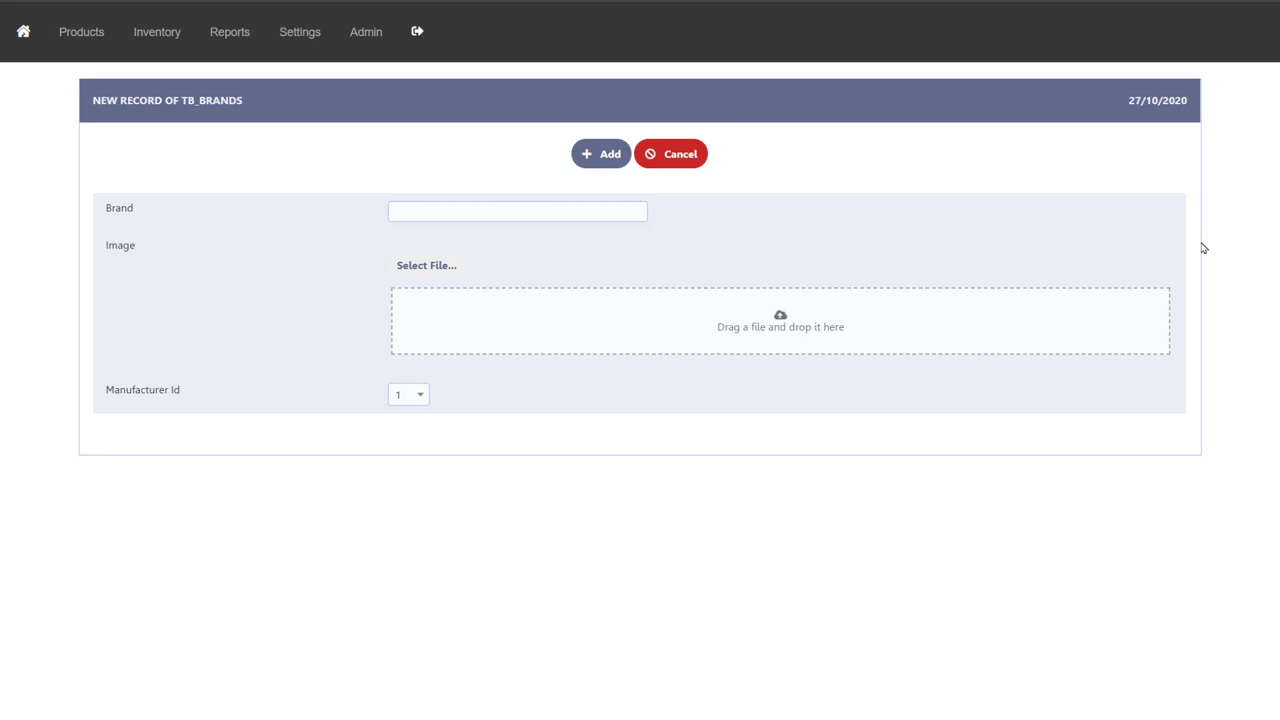 Products Inventory Reports Settings Admin
NEW RECORD OF TB_BRANDS 27/10/2020
Add Cancel
Brand
Image
Select File...
Drag a file and drop it here
Manufacturer Id 1